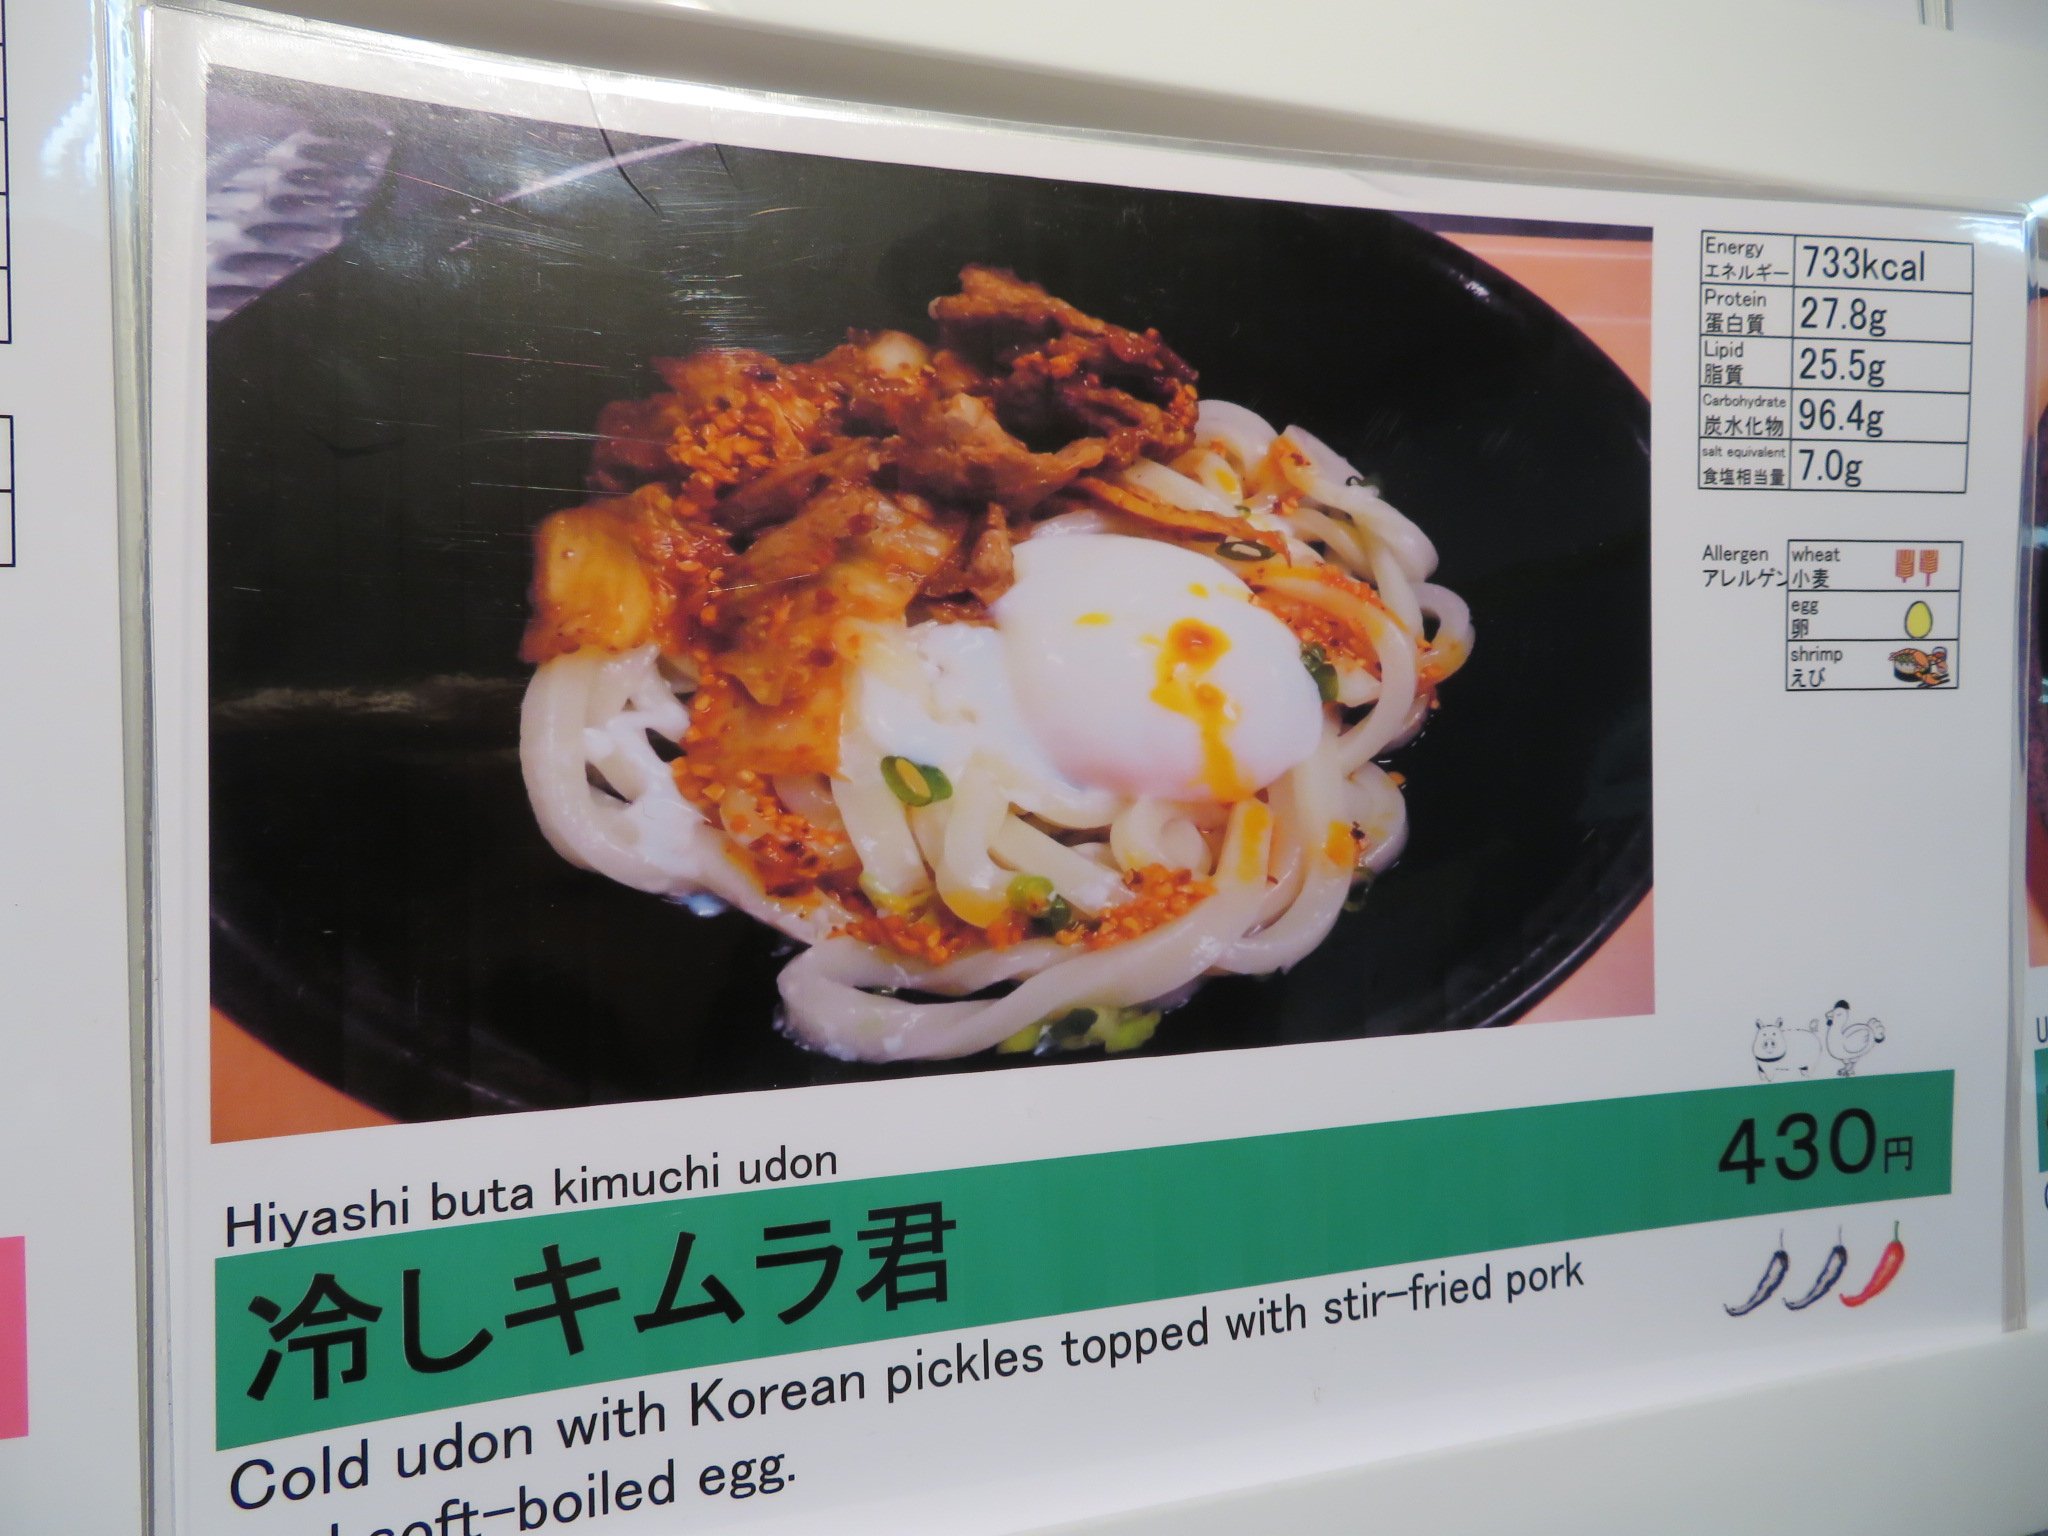 Energy
エネルギー
733kcal
Protein
蛋白質
27.8g
Lipid
脂質
25.5g
Carbohydrate
炭水化物
96.4g
salt equivalent
食塩相当量
7.0g
Allergen
アレルゲン
wheat
小麦
egg
卵
shrimp
えび
Hiyashi buta kimuchi udon
冷しキムラ君
430円
Cold udon with Korean pickles topped with stir-fried pork
soft-boiled egg.